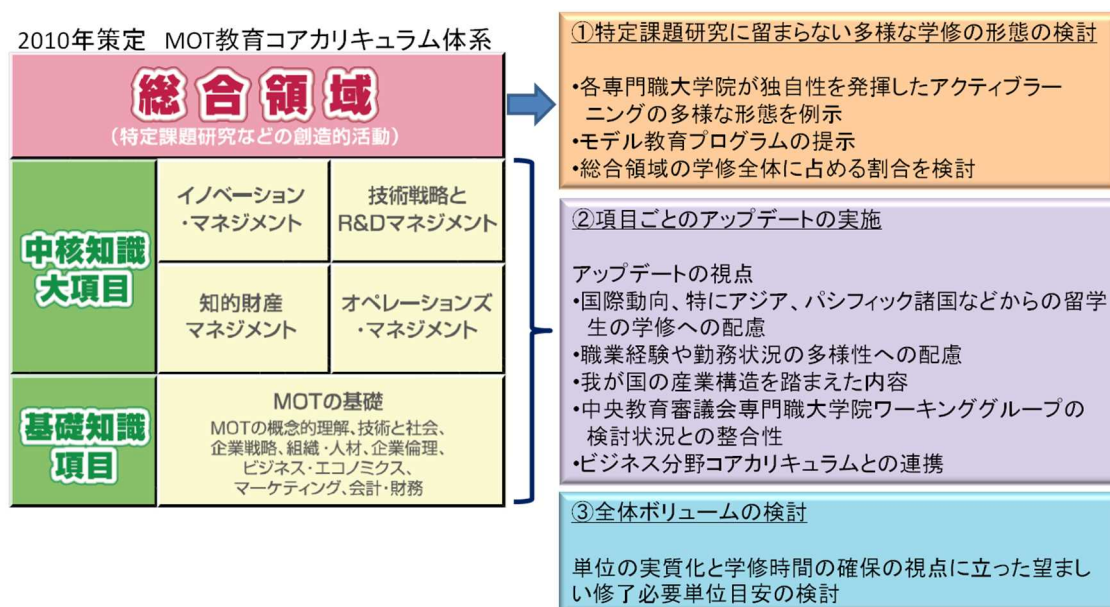 2010年策定 MOT教育コアカリキュラム体系
総合領域
(特定課題研究などの創造的活動)
中核知識
大項目
イノベーション
・マネジメント
技術戦略と
R&Dマネジメント
知的財産
マネジメント
オペレーションズ
・マネジメント
基礎知識
項目
MOTの基礎
MOTの概念的理解、技術と社会、
企業戦略、組織・人材、企業倫理、
ビジネス・エコノミクス、
マーケティング、会計・財務
①特定課題研究に留まらない多様な学修の形態の検討
・各専門職大学院が独自性を発揮したアクティブラー
ニングの多様な形態を例示
・モデル教育プログラムの提示
・総合領域の学修全体に占める割合を検討
②項目ごとのアップデートの実施
アップデートの視点
・国際動向、特にアジア、パシフィック諸国などからの留学
生の学修への配慮
・職業経験や勤務状況の多様性への配慮
・我が国の産業構造を踏まえた内容
・中央教育審議会専門職大学院ワーキンググループの
検討状況との整合性
・ビジネス分野コアカリキュラムとの連携
③全体ボリュームの検討
単位の実質化と学修時間の確保の視点に立った望まし
い修了必要単位目安の検討